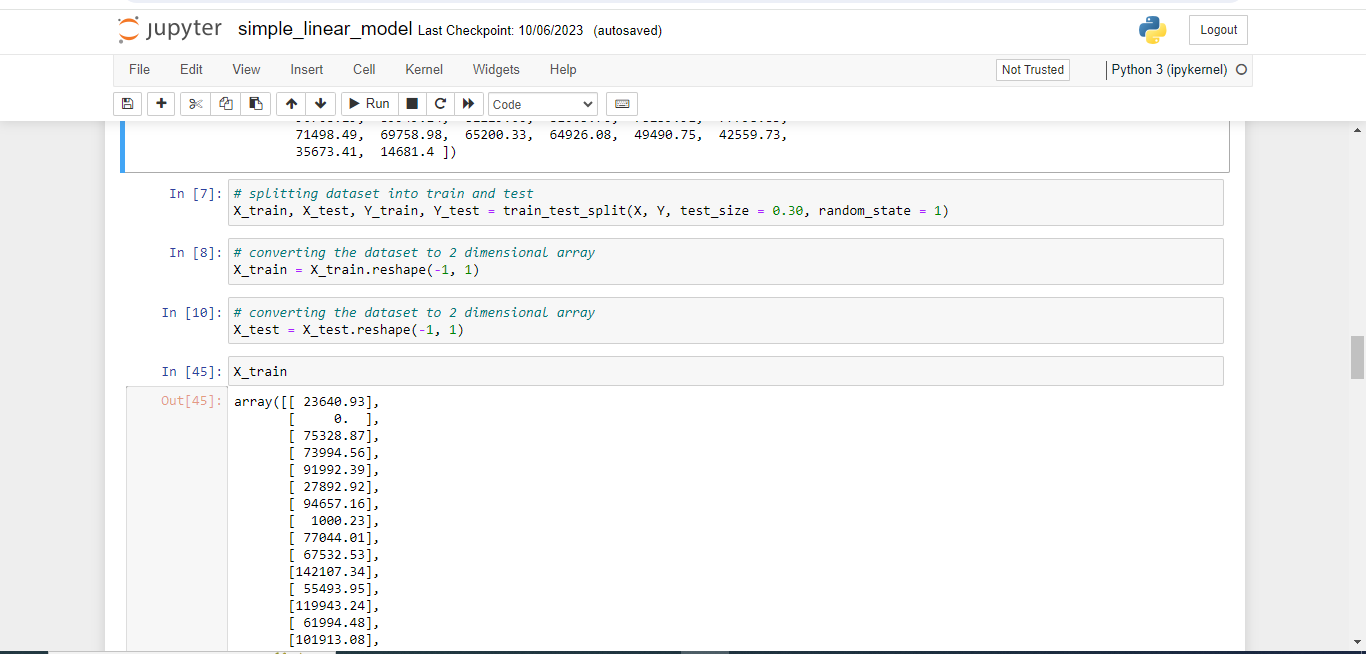 jupyter simple_linear_model Last Checkpoint: 10/06/2023 (autosaved) Logout
File Edit View Insert Cell Kernel Widgets Help Not Trusted Python 3 (ipykernel)
Run Code
71498.49, 69758.98, 65200.33, 64926.08, 49490.75, 42559.73,
35673.41, 14681.4 ])
In [7]: # splitting dataset into train and test
X_train, X_test, Y_train, Y_test = train_test_split(X, Y, test_size = 0.30, random_state = 1)
In [8]: # converting the dataset to 2 dimensional array
X_train = X_train.reshape(-1, 1)
In [10]: # converting the dataset to 2 dimensional array
X_test = X_test.reshape(-1, 1)
In [45]: X_train
Out[45]: array([[ 23640.93],
[ 0. ],
[ 75328.87],
[ 73994.56],
[ 91992.39],
[ 27892.92],
[ 94657.16],
[ 1000.23],
[ 77044.01],
[ 67532.53],
[142107.34],
[ 55493.95],
[119943.24],
[ 61994.48],
[101913.08],